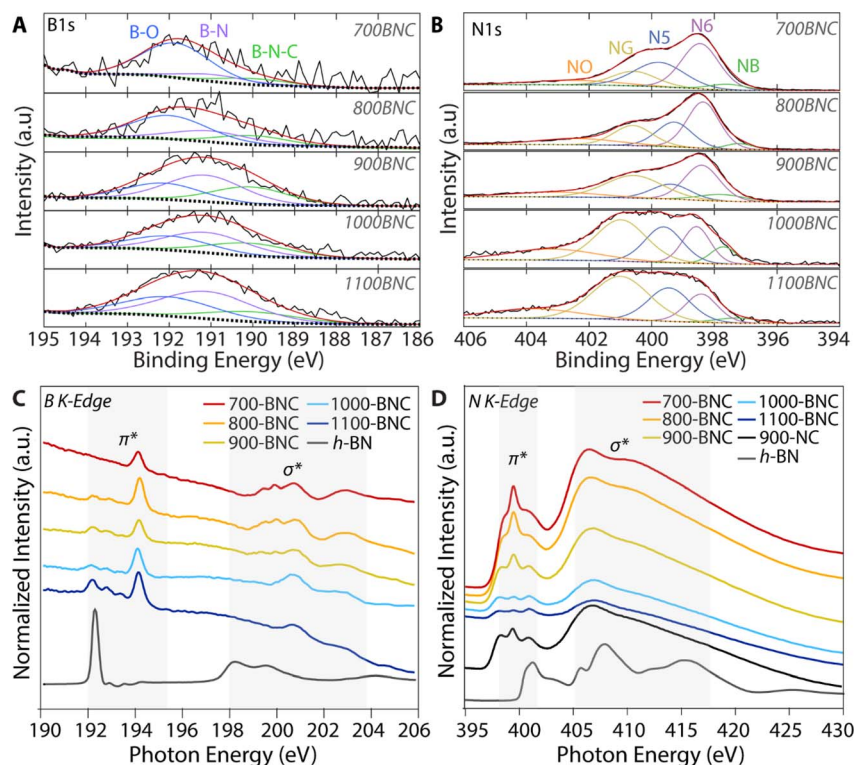 A
B1s
B-O
B-N
B-N-C
700BNC
800BNC
900BNC
1000BNC
1100BNC
Intensity (a.u)
195 194 193 192 191 190 189 188 187 186
Binding Energy (eV)
B
N1s
NO
NG
N5
N6
NB
700BNC
800BNC
900BNC
1000BNC
1100BNC
Intensity (a.u)
406 404 402 400 398 396 394
Binding Energy (eV)
C
B K-Edge
700-BNC
800-BNC
900-BNC
1000-BNC
1100-BNC
h-BN
π*
σ*
Normalized Intensity (a.u.)
190 192 194 196 198 200 202 204 206
Photon Energy (eV)
D
N K-Edge
700-BNC
800-BNC
900-BNC
1000-BNC
1100-BNC
900-NC
h-BN
π*
σ*
Normalized Intensity (a.u.)
395 400 405 410 415 420 425 430
Photon Energy (eV)